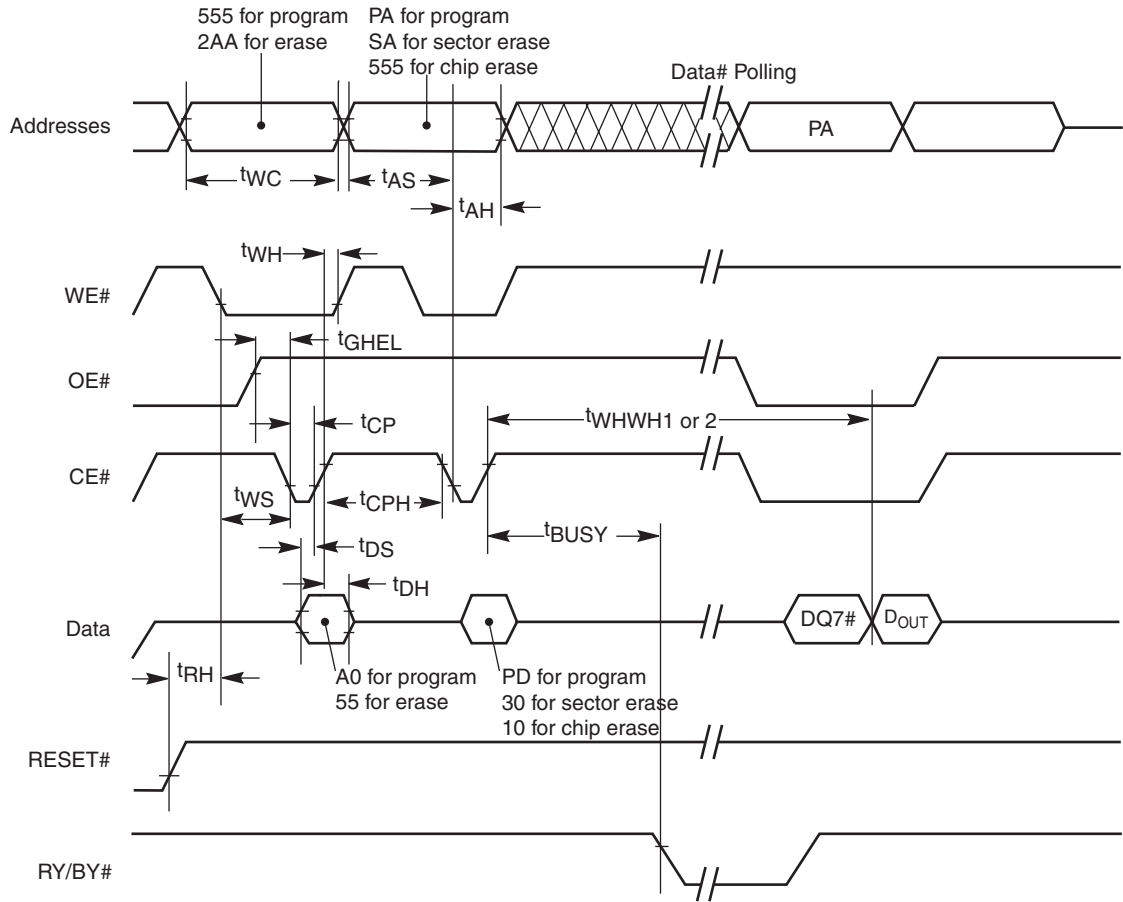 555 for program
2AA for erase
PA for program
SA for sector erase
555 for chip erase
Data# Polling
Addresses
PA
tWC
tAS
tAH
tWH
WE#
tGHEL
OE#
tWHWH1 or 2
tCP
CE#
tWS
tCPH
tBUSY
tDS
tDH
Data
DQ7#
DOUT
tRH
A0 for program
55 for erase
PD for program
30 for sector erase
10 for chip erase
RESET#
RY/BY#